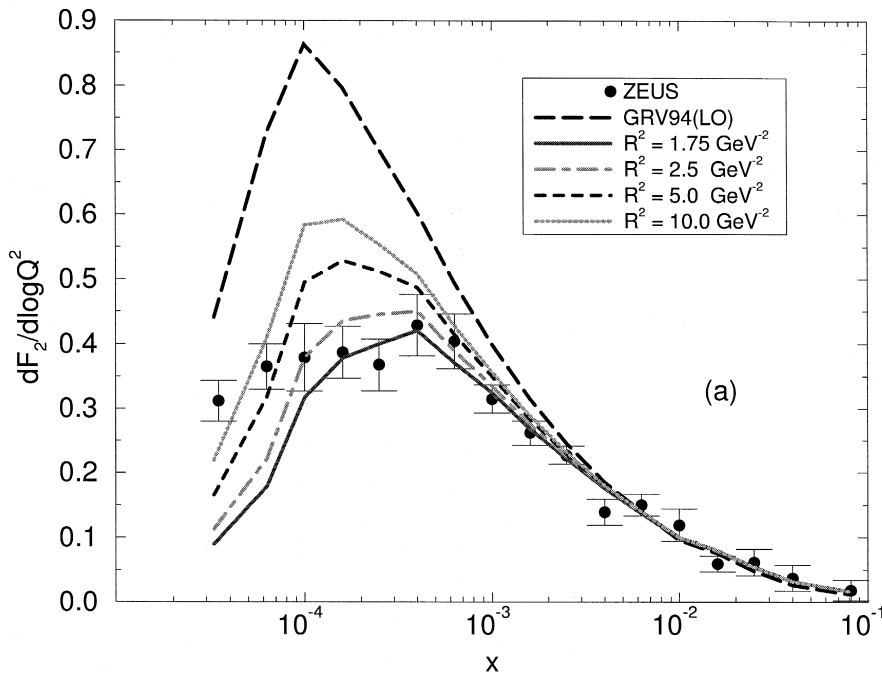 0.9
0.8
0.7
0.6
0.5
0.4
0.3
0.2
0.1
0.0
dF₂/dlogQ²
ZEUS
GRV94(LO)
R² = 1.75 GeV⁻²
R² = 2.5 GeV⁻²
R² = 5.0 GeV⁻²
R² = 10.0 GeV⁻²
(a)
10⁻⁴ 10⁻³ 10⁻² 10⁻¹
x